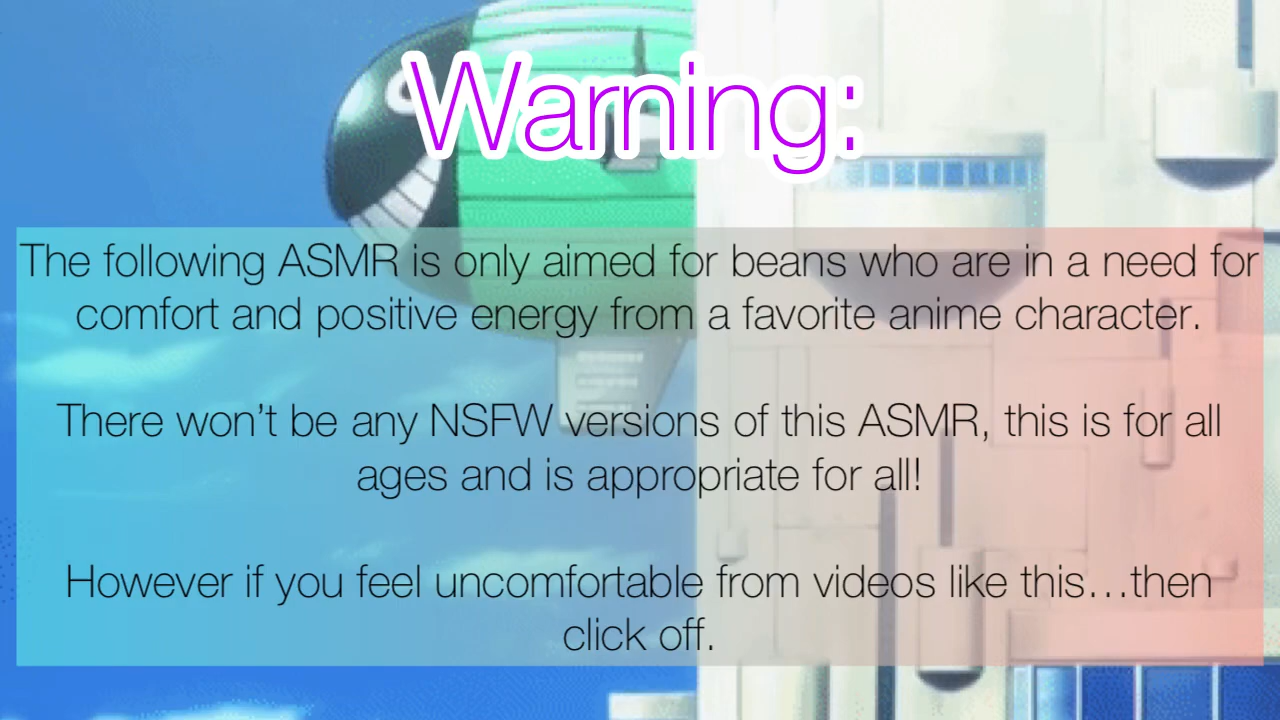 Warning:
The following ASMR is only aimed for beans who are in a need for
comfort and positive energy from a favorite anime character.
There won't be any NSFW versions of this ASMR, this is for all
ages and is appropriate for all!
However if you feel uncomfortable from videos like this…then
click off.